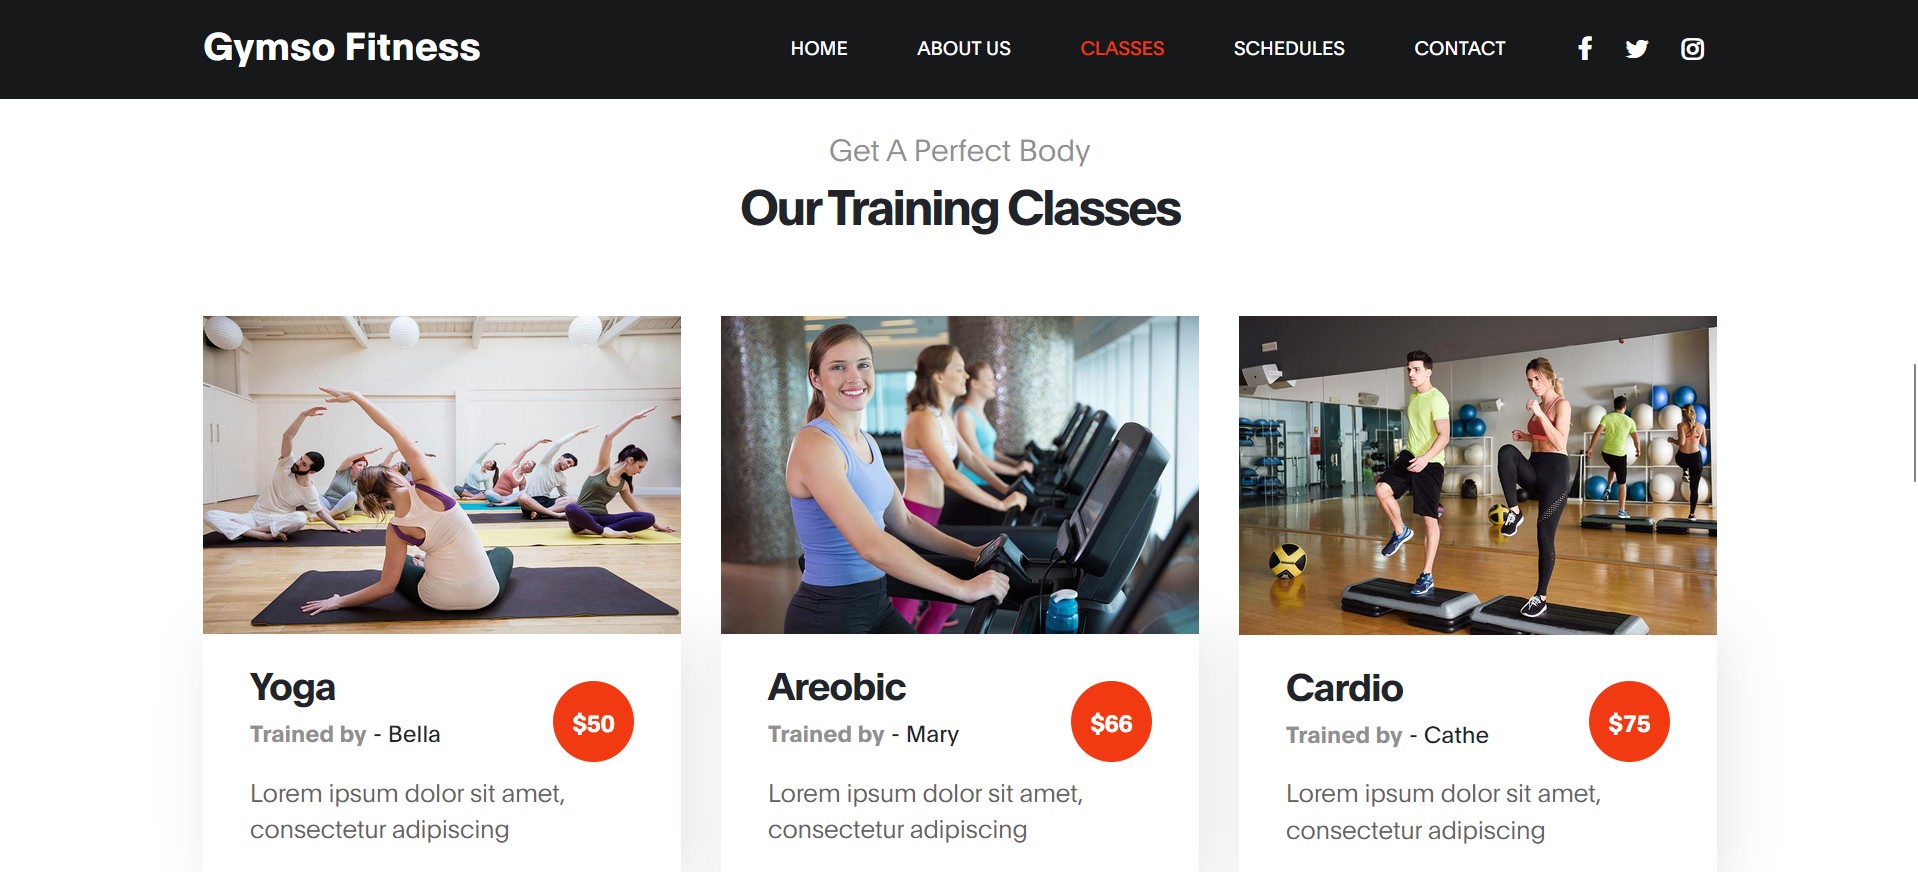 Gymso Fitness
HOME ABOUT US CLASSES SCHEDULES CONTACT
Get A Perfect Body
Our Training Classes
Yoga
Trained by - Bella
$50
Lorem ipsum dolor sit amet,
consectetur adipiscing
Areobic
Trained by - Mary
$66
Lorem ipsum dolor sit amet,
consectetur adipiscing
Cardio
Trained by - Cathe
$75
Lorem ipsum dolor sit amet,
consectetur adipiscing